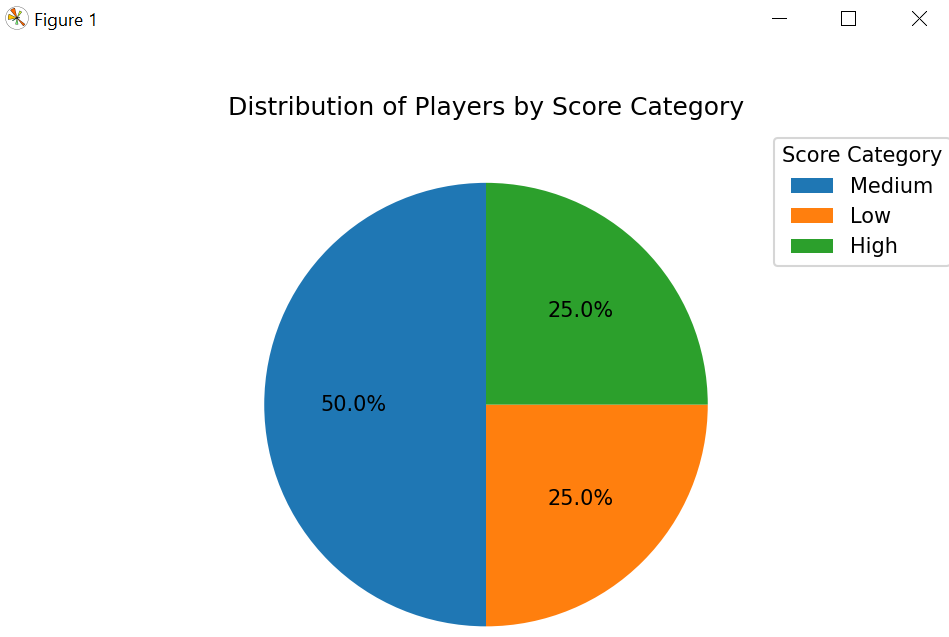 Figure 1
Distribution of Players by Score Category
Score Category
Medium
Low
High
25.0%
50.0%
25.0%